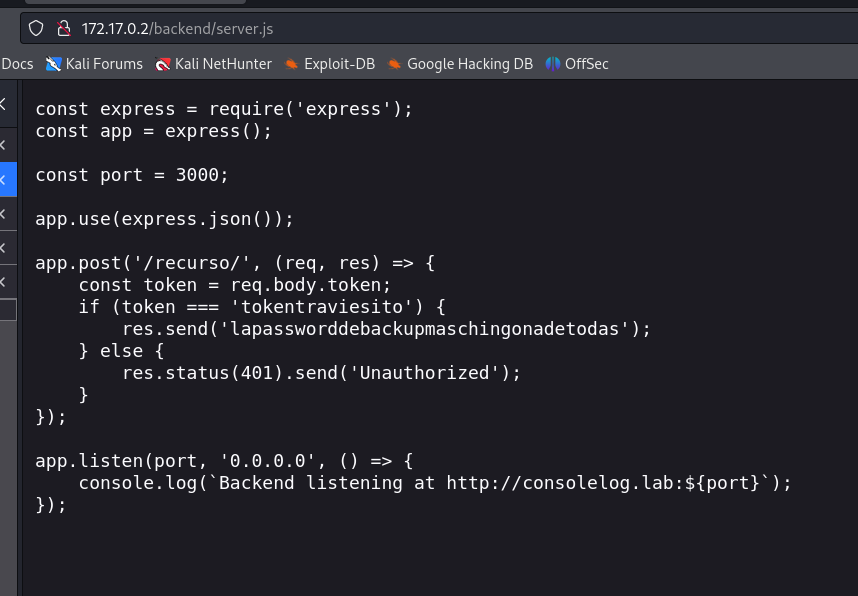 172.17.0.2/backend/server.js
Docs Kali Forums Kali NetHunter Exploit-DB Google Hacking DB OffSec
const express = require('express');
const app = express();
const port = 3000;
app.use(express.json());
app.post('/recurso/', (req, res) => {
    const token = req.body.token;
    if (token === 'tokentraviesito') {
        res.send('lapassworddebackupmaschingonadetodas');
    } else {
        res.status(401).send('Unauthorized');
    }
});
app.listen(port, '0.0.0.0', () => {
    console.log(`Backend listening at http://consolelog.lab:${port}`);
});